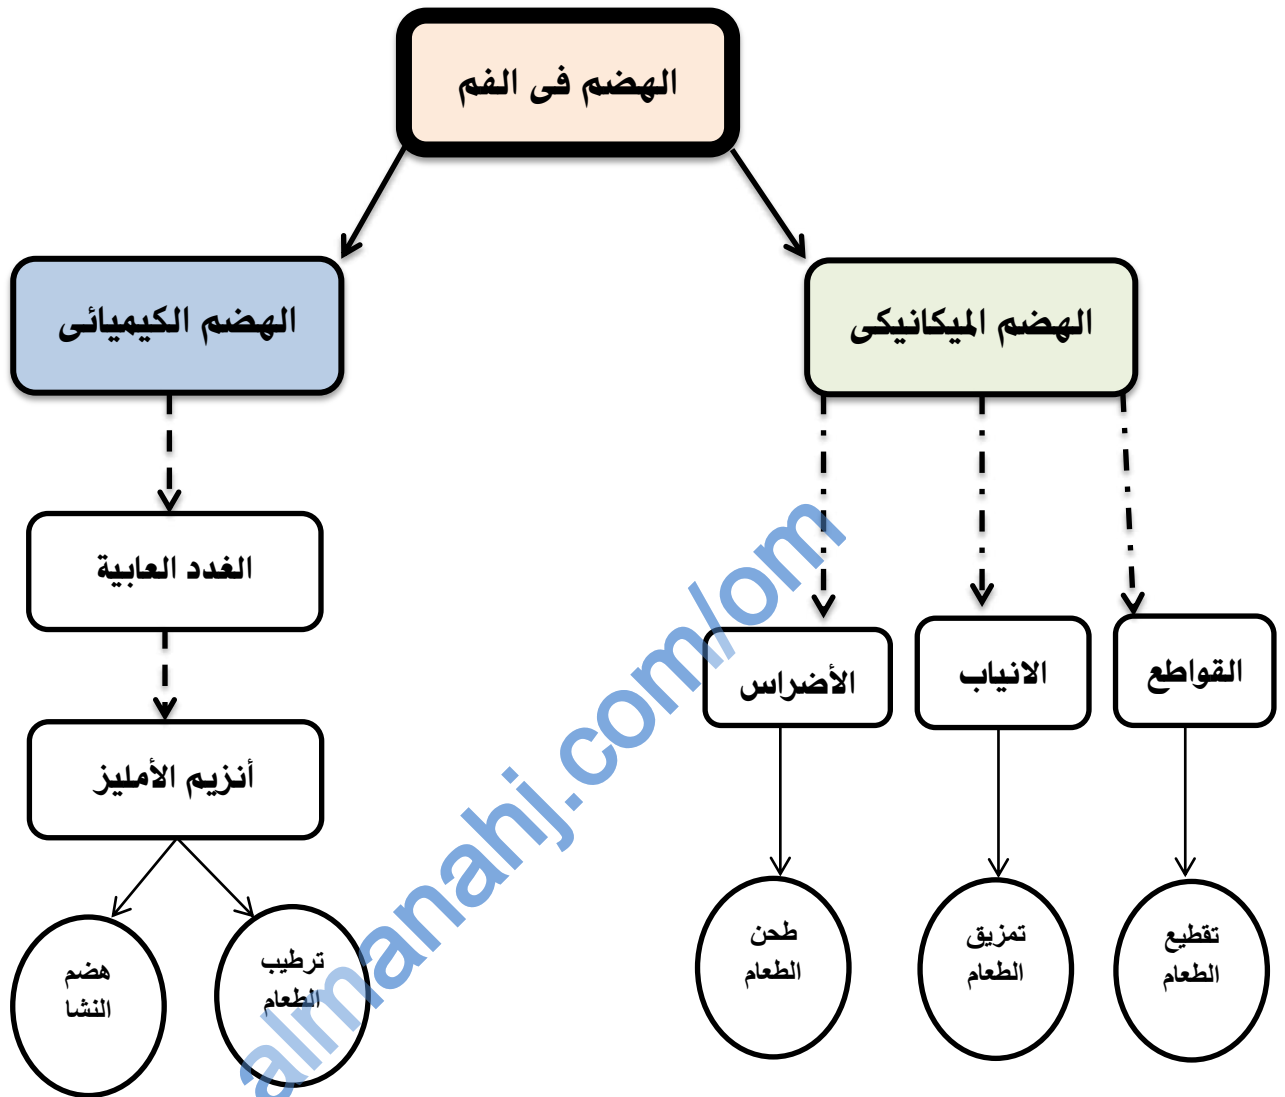 الهضم فى الفم
الهضم الميكانيكى
الهضم الكيميائى
الغدد العابية
القواطع
الانياب
الأضراس
أنزيم الأمليز
تقطيع
الطعام
تمزيق
الطعام
طحن
الطعام
ترطيب
الطعام
هضم
النشا
almanahj.com/om